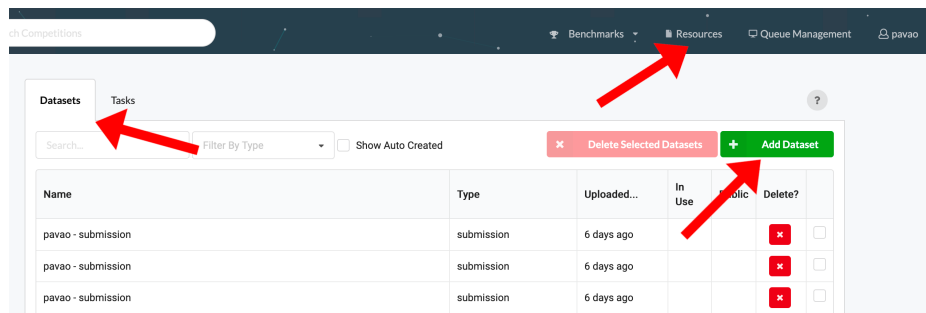 ch Competitions
Benchmarks
Resources
Queue Management
pavao
Datasets
Tasks
?
Search...
Filter By Type
Show Auto Created
Delete Selected Datasets
Add Dataset
Name
Type
Uploaded...
In Use
Public
Delete?
pavao - submission
submission
6 days ago
pavao - submission
submission
6 days ago
pavao - submission
submission
6 days ago